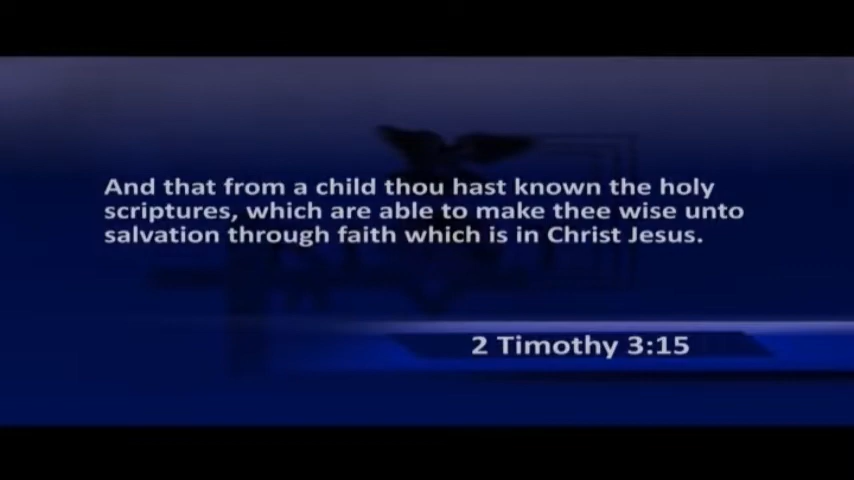 And that from a child thou hast known the holy
scriptures, which are able to make thee wise unto
salvation through faith which is in Christ Jesus.
2 Timothy 3:15